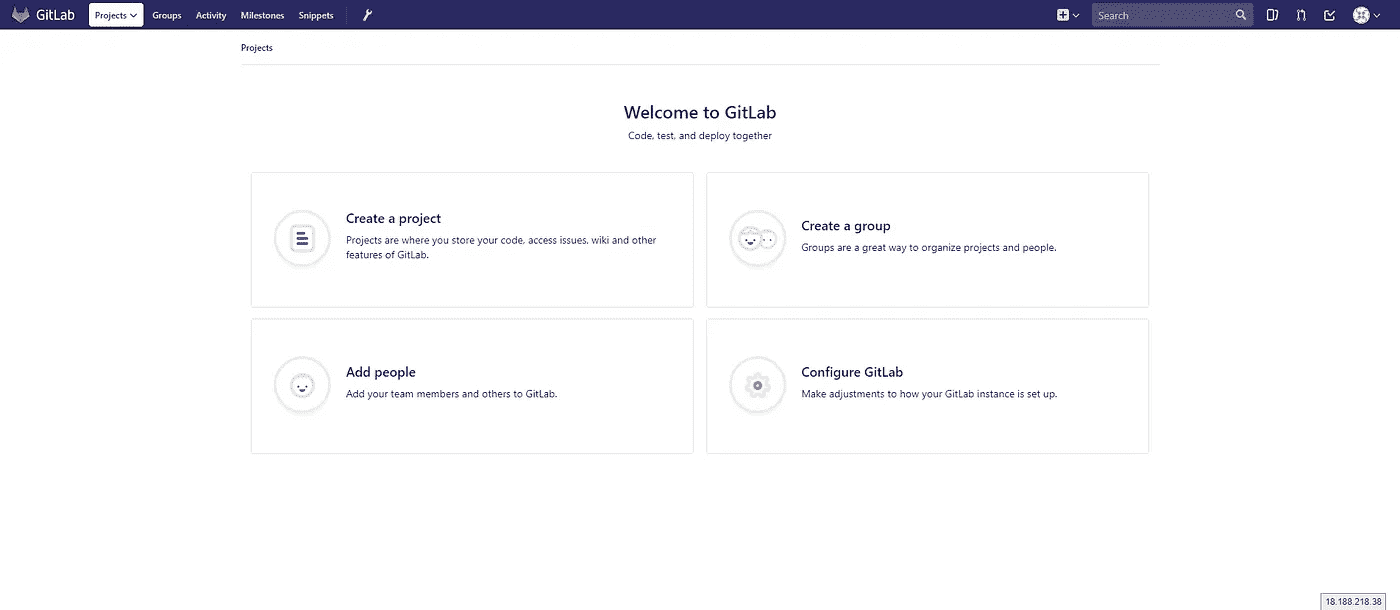 GitLab Projects Groups Activity Milestones Snippets Search
Projects
Welcome to GitLab
Code, test, and deploy together
Create a project
Projects are where you store your code, access issues, wiki and other
features of GitLab.
Create a group
Groups are a great way to organize projects and people.
Add people
Add your team members and others to GitLab.
Configure GitLab
Make adjustments to how your GitLab instance is set up.
18.188.218.38